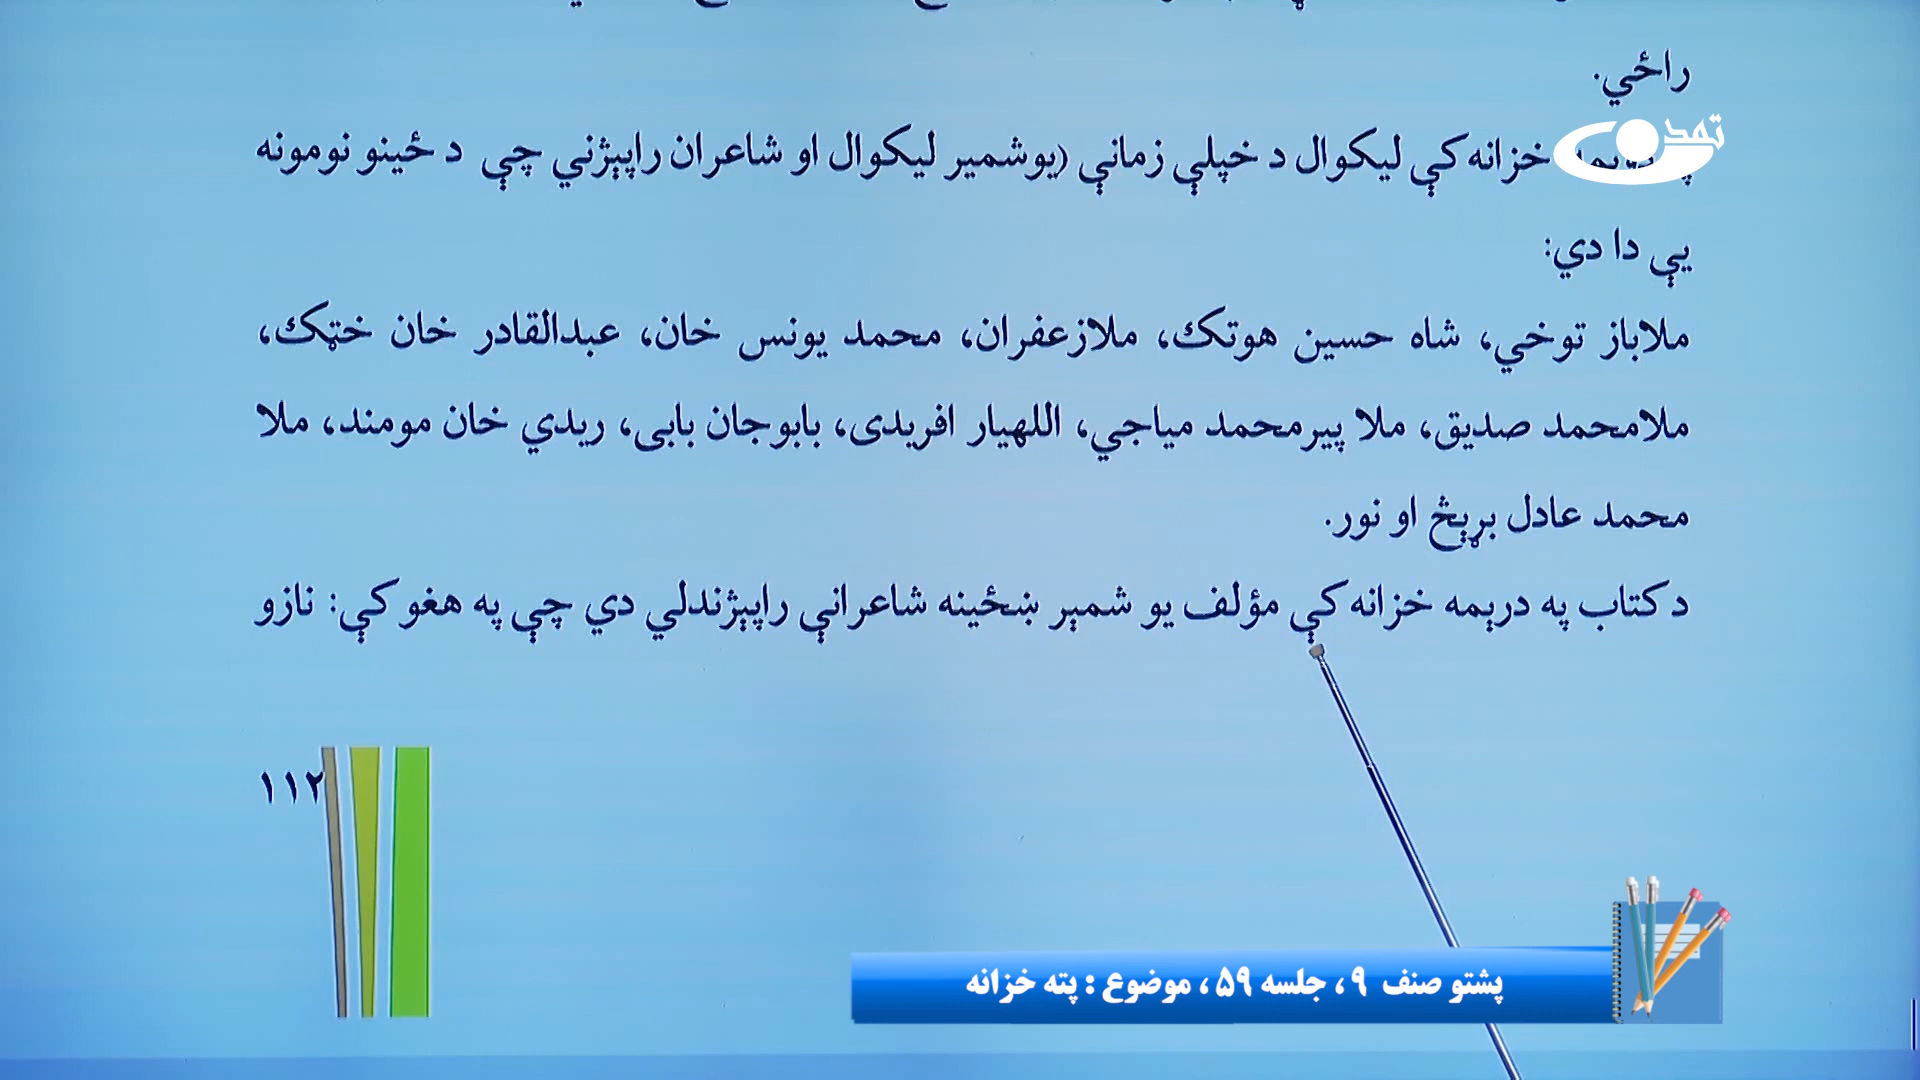 راځي.
خزانه کې ليکوال د خپلې زمانې (يوشمير ليکوال او شاعران راپېژني چې د ځينو نومونه
يې دا دي:
ملاباز توخي، شاه حسين هوتک، ملازعفران، محمد يونس خان، عبدالقادر خان خټک،
ملامحمد صديق، ملا پيرمحمد مياجي، اللهيار افريدی، بابوجان بابی، ريدي خان مومند، ملا
محمد عادل بړېڅ او نور.
د کتاب په درېمه خزانه کې مؤلف يو شمېر ښځينه شاعرانې راپېژندلي دي چې په هغو کې: نازو
۱۱۲
تمدن
پشتو صنف ۹ ، جلسه ۵۹ ، موضوع : پته خزانه